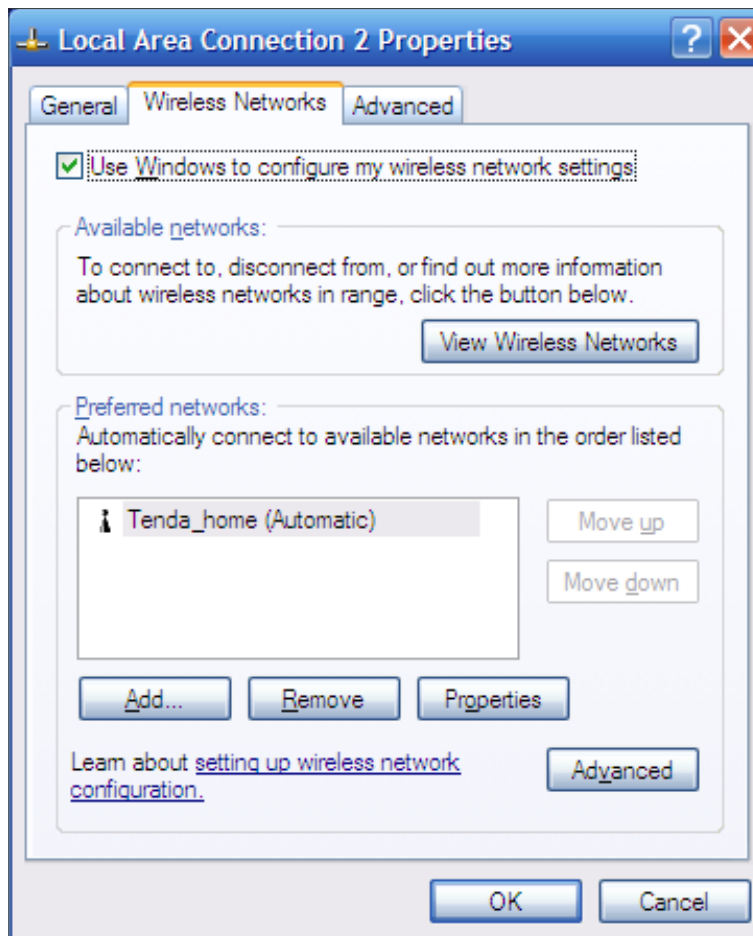 Local Area Connection 2 Properties
General
Wireless Networks
Advanced
Use Windows to configure my wireless network settings
Available networks:
To connect to, disconnect from, or find out more information
about wireless networks in range, click the button below.
View Wireless Networks
Preferred networks:
Automatically connect to available networks in the order listed
below:
Tenda_home (Automatic)
Move up
Move down
Add...
Remove
Properties
Learn about setting up wireless network
configuration.
Advanced
OK
Cancel